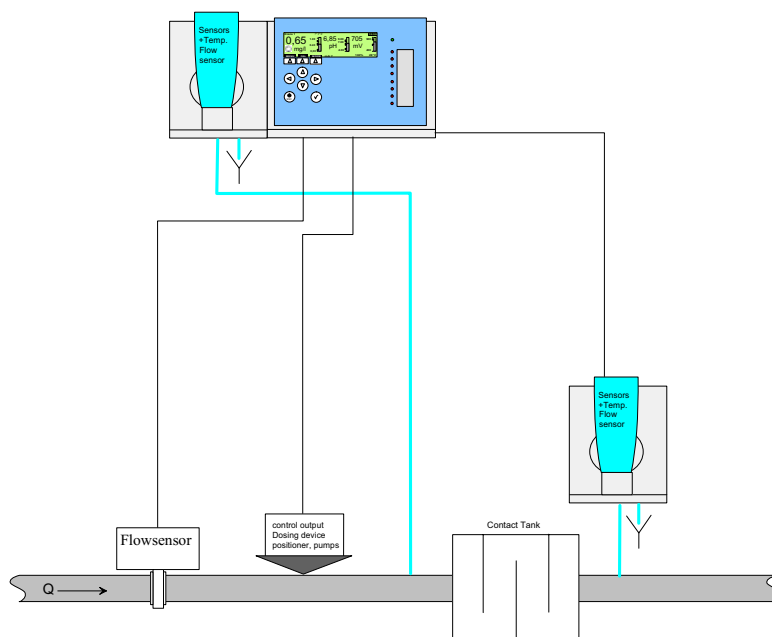 Sensors
+Temp.
Flow
sensor
0,65
mg/l
6,85
pH
705
mV
Sensors
+Temp.
Flow
sensor
Flowsensor
control output
Dosing device
positioner, pumps
Contact Tank
Q